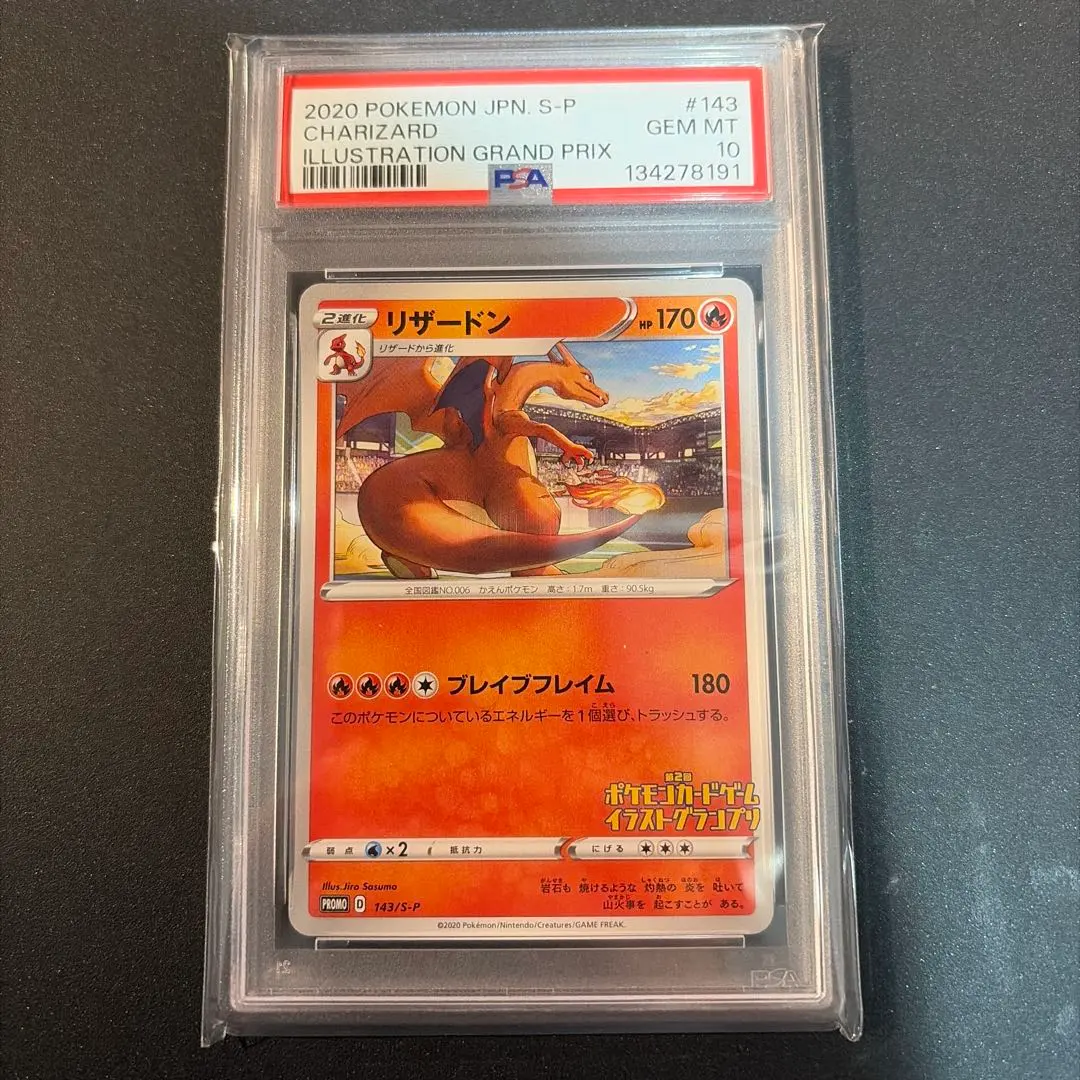 2020 POKEMON JPN. S-P #143
CHARIZARD GEM MT
ILLUSTRATION GRAND PRIX 10
PSA 134278191
2進化 リザードン HP 170
リザードから進化
全国図鑑NO.006 かえんポケモン 高さ:1.7m 重さ:90.5kg
ブレイブフレイム 180
このポケモンについているエネルギーを1個選び、トラッシュする。
第2回
ポケモンカードゲーム
イラストグランプリ
弱点 ×2 抵抗力 にげる
Illus.Jiro Sasumo
岩石も 焼けるような 灼熱の 炎を 吐いて
山火事を 起こすことが ある。
PROMO D 143/S-P
©2020 Pokémon/Nintendo/Creatures/GAME FREAK.
PSA